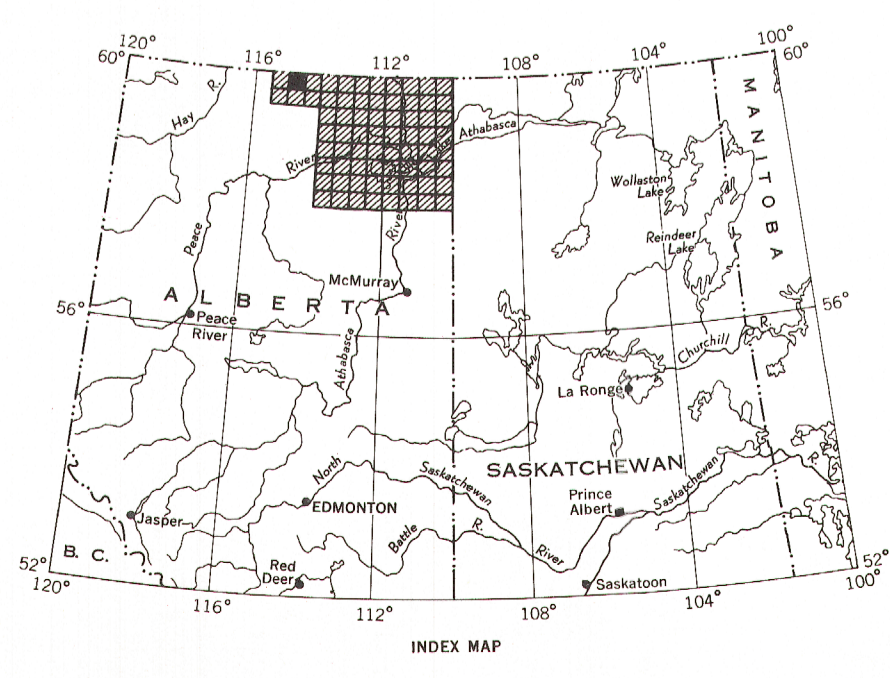 120°
116°
112°
108°
104°
100°
60°
60°
Hay
R.
River
Athabasca
MANITOBA
Wollaston
Lake
Reindeer
Lake
Peace
River
McMurray
ALBERTA
56°
56°
Peace
River
Athabasca
Churchill
R.
La Ronge
SASKATCHEWAN
North
Saskatchewan
EDMONTON
Prince
Albert
Saskatchewan
R.
Jasper
Battle
R.
River
B. C.
Red
Deer
Saskatoon
52°
52°
120°
116°
112°
108°
104°
100°
INDEX MAP